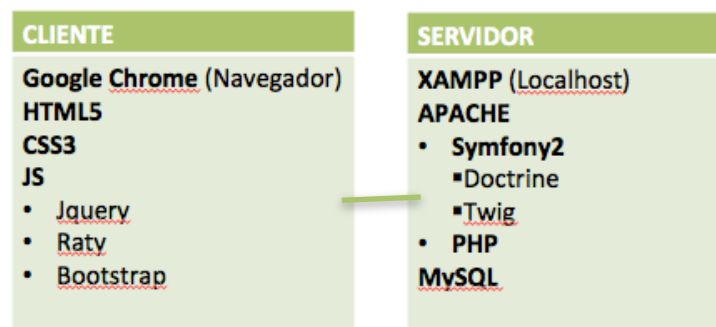 CLIENTE
Google Chrome (Navegador)
HTML5
CSS3
JS
• Jquery
• Raty
• Bootstrap
SERVIDOR
XAMPP (Localhost)
APACHE
• Symfony2
▪Doctrine
▪Twig
• PHP
MySQL